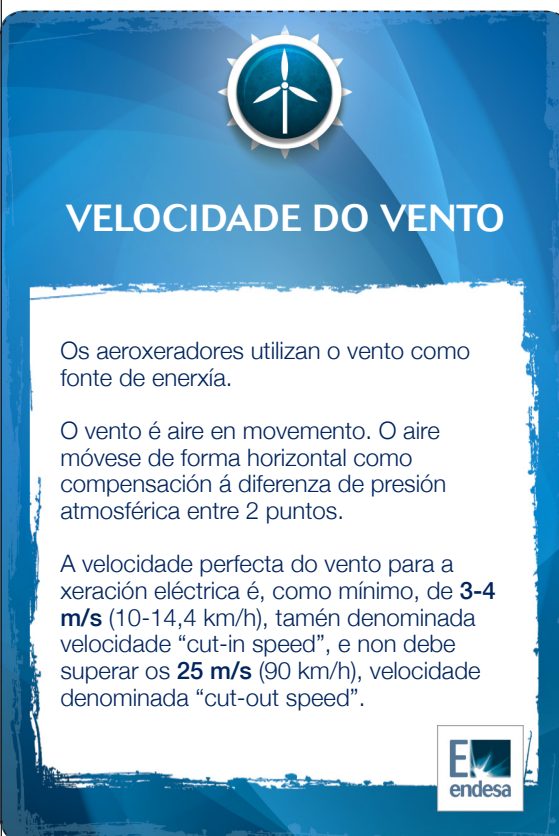 VELOCIDADE DO VENTO
Os aeroxeradores utilizan o vento como
fonte de enerxía.
O vento é aire en movemento. O aire
móvese de forma horizontal como
compensación á diferenza de presión
atmosférica entre 2 puntos.
A velocidade perfecta do vento para a
xeración eléctrica é, como mínimo, de 3-4
m/s (10-14,4 km/h), tamén denominada
velocidade “cut-in speed”, e non debe
superar os 25 m/s (90 km/h), velocidade
denominada “cut-out speed”.
E
endesa